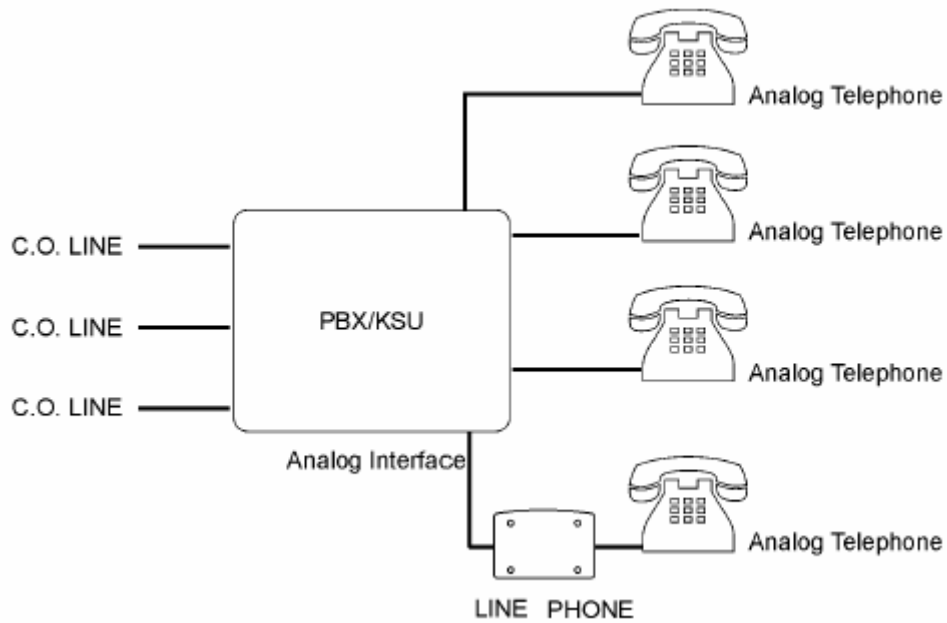 Analog Telephone
Analog Telephone
C.O. LINE
C.O. LINE
PBX/KSU
Analog Telephone
C.O. LINE
Analog Interface
Analog Telephone
LINE PHONE